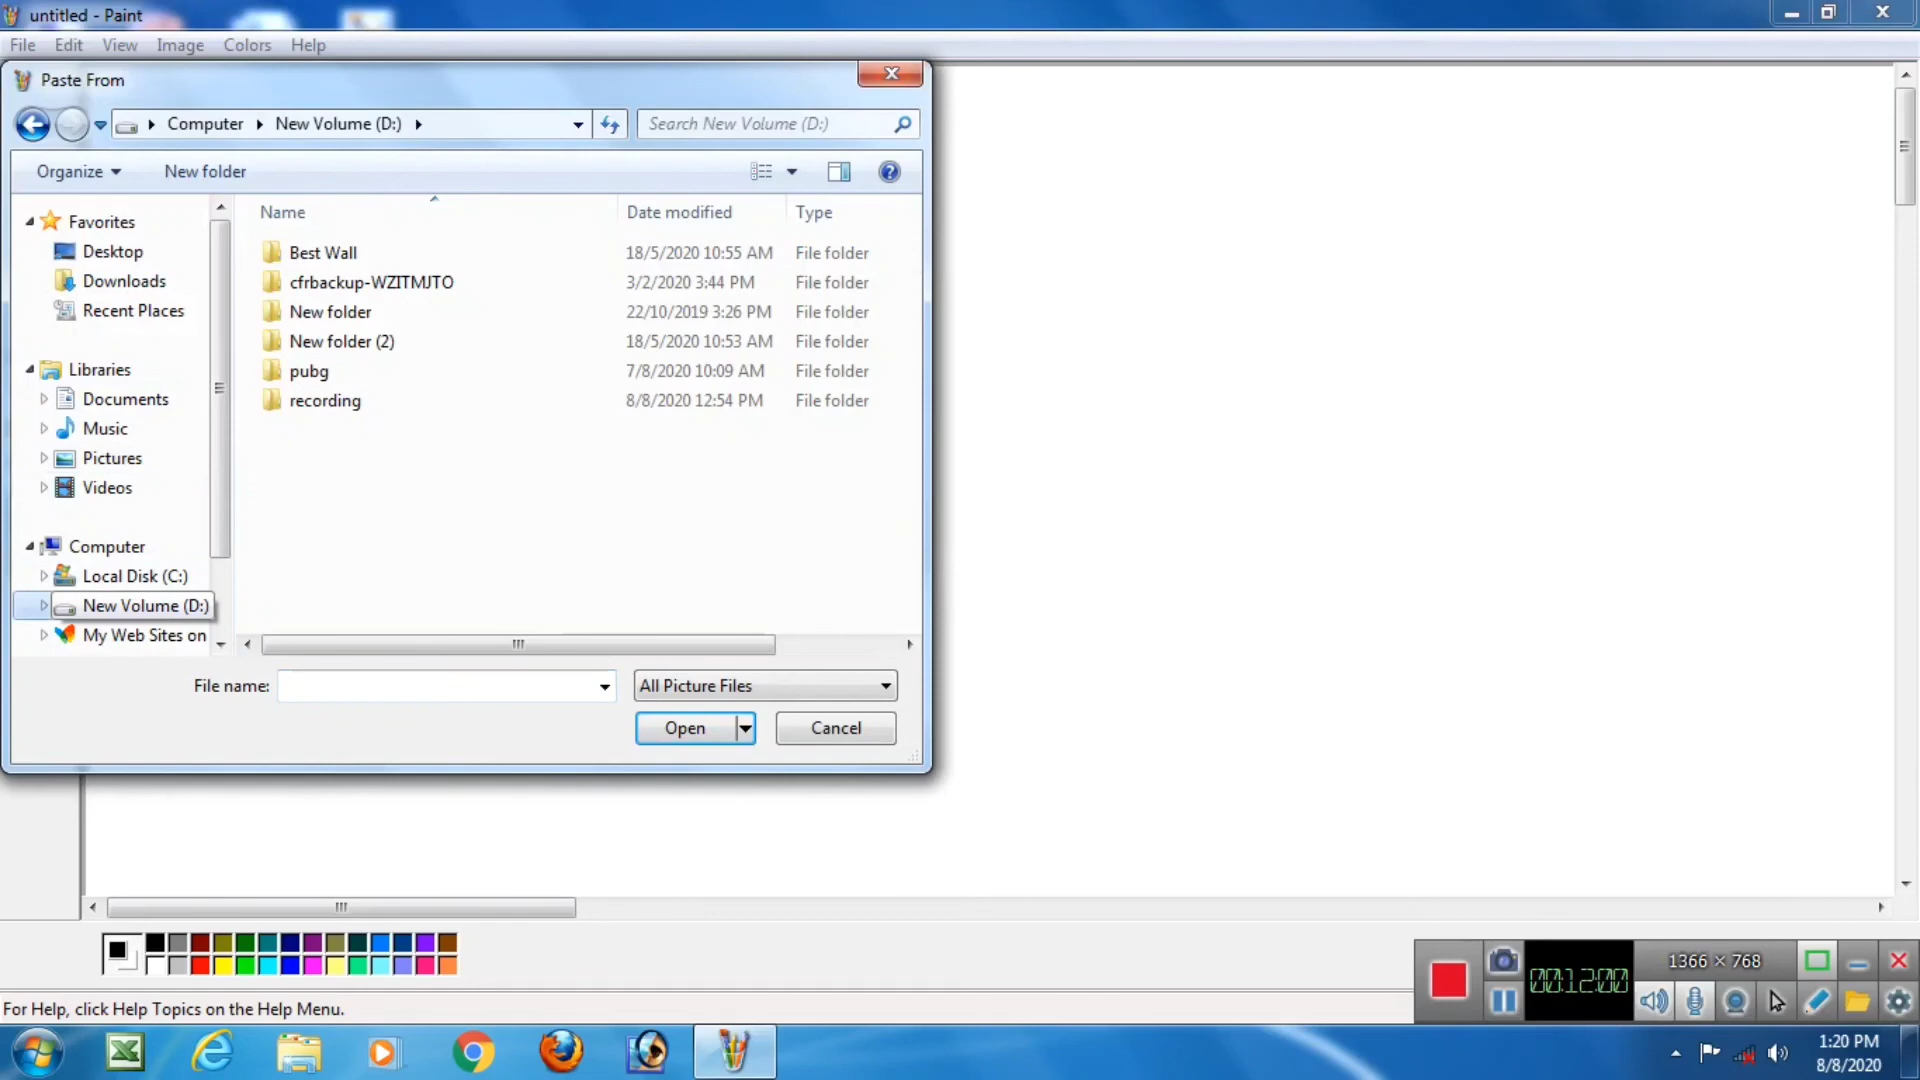 untitled - Paint
File Edit View Image Colors Help
Paste From
Computer New Volume (D:)
Search New Volume (D:)
Organize New folder
Name Date modified Type
Favorites
Desktop
Downloads
Recent Places
Libraries
Documents
Music
Pictures
Videos
Computer
Local Disk (C:)
New Volume (D:)
My Web Sites on
Best Wall 18/5/2020 10:55 AM File folder
cfrbackup-WZITMJTO 3/2/2020 3:44 PM File folder
New folder 22/10/2019 3:26 PM File folder
New folder (2) 18/5/2020 10:53 AM File folder
pubg 7/8/2020 10:09 AM File folder
recording 8/8/2020 12:54 PM File folder
File name: All Picture Files
Open Cancel
1366 × 768
00:12:00
For Help, click Help Topics on the Help Menu.
1:20 PM
8/8/2020